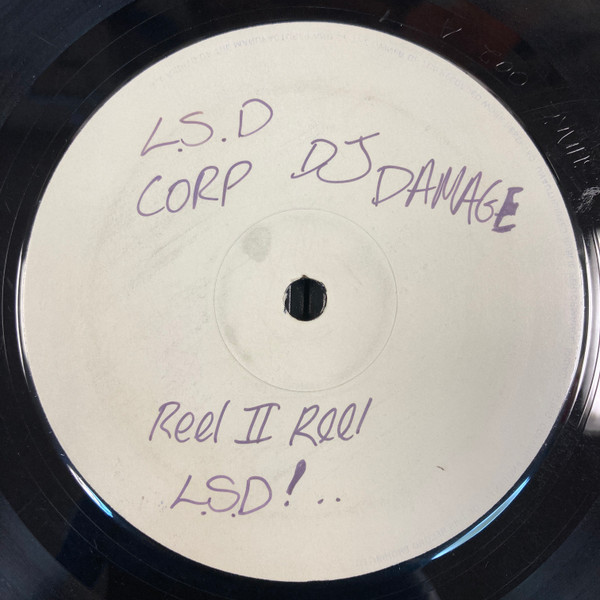 L.S.D
CORP DJ DAMAGE
Reel II Reel
L.S.D!..